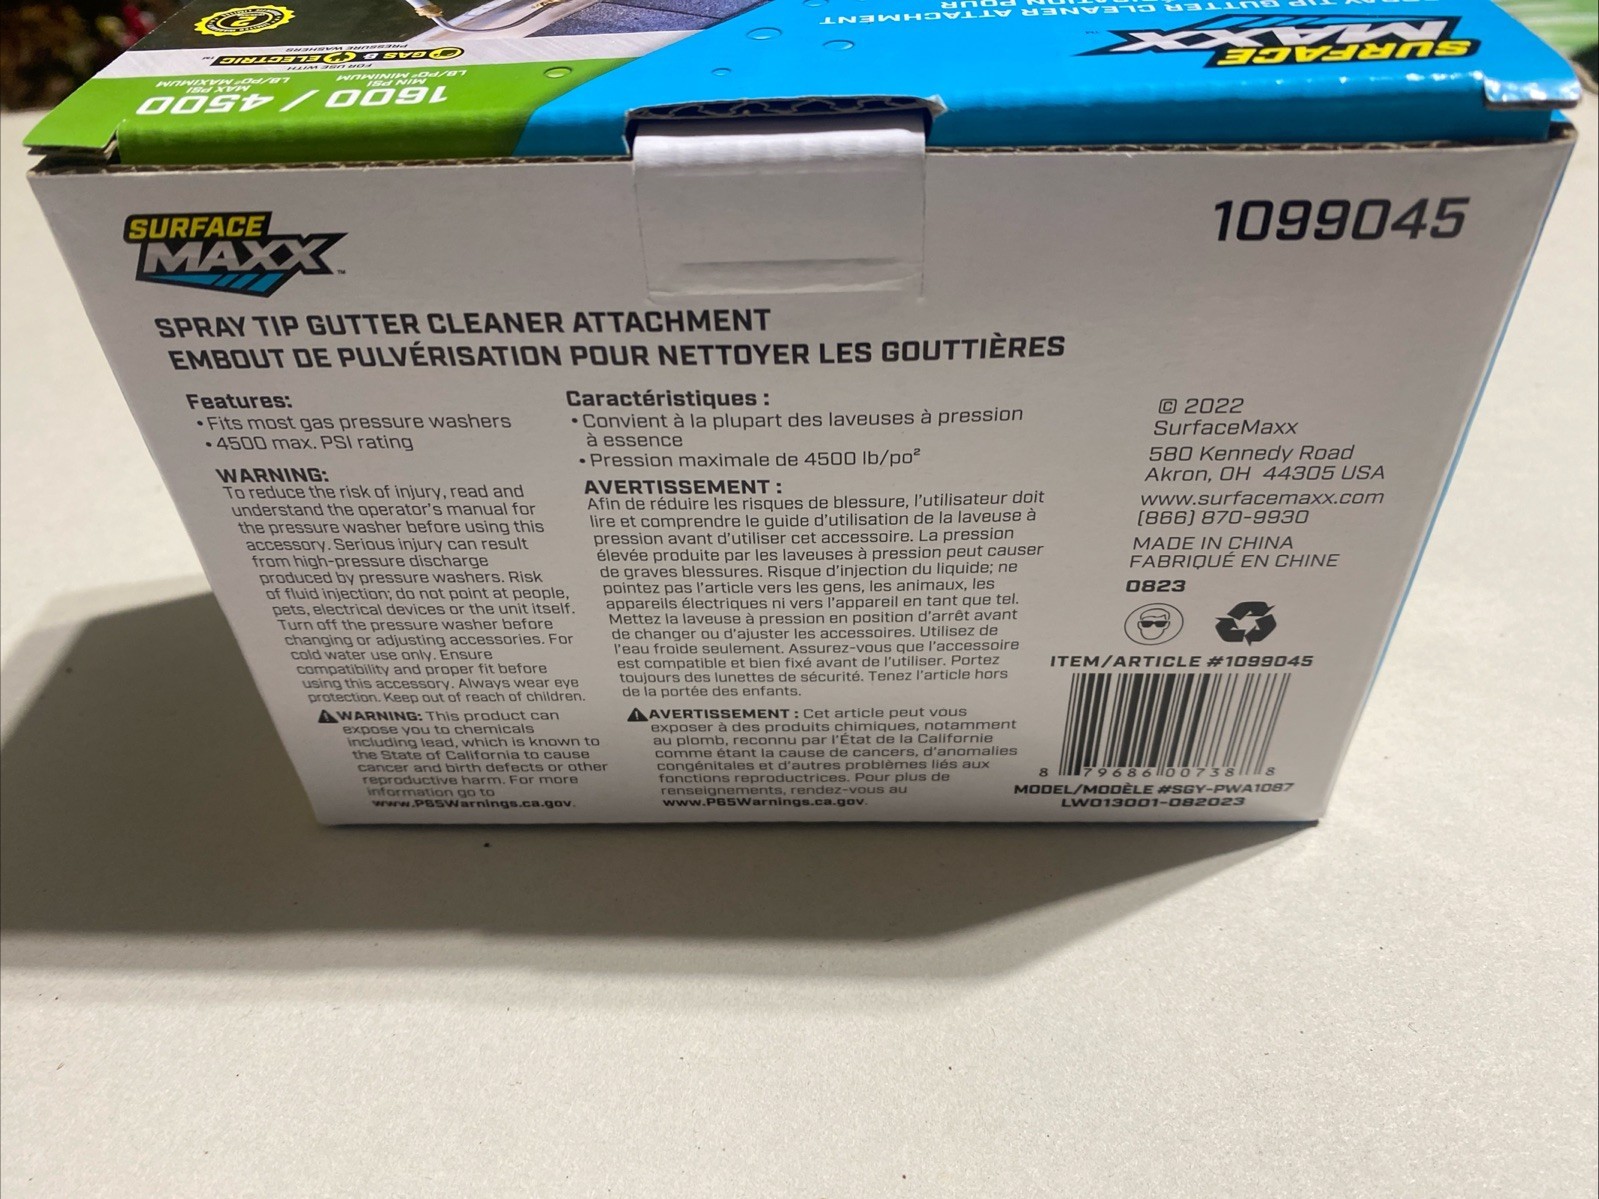 SURFACE
MAXX™
SPRAY TIP GUTTER CLEANER ATTACHMENT
GAS & ELECTRIC™
FOR USE WITH
PRESSURE WASHERS
1600 / 4500
MIN PSI
LB/PO² MINIMUM
MAX PSI
LB/PO² MAXIMUM
SURFACE
MAXX™
1099045
SPRAY TIP GUTTER CLEANER ATTACHMENT
EMBOUT DE PULVÉRISATION POUR NETTOYER LES GOUTTIÈRES
Features:
• Fits most gas pressure washers
• 4500 max. PSI rating
WARNING:
To reduce the risk of injury, read and
understand the operator's manual for
the pressure washer before using this
accessory. Serious injury can result
from high-pressure discharge
produced by pressure washers. Risk
of fluid injection; do not point at people,
pets, electrical devices or the unit itself.
Turn off the pressure washer before
changing or adjusting accessories. For
cold water use only. Ensure
compatibility and proper fit before
using this accessory. Always wear eye
protection. Keep out of reach of children.
WARNING: This product can
expose you to chemicals
including lead, which is known to
the State of California to cause
cancer and birth defects or other
reproductive harm. For more
information go to
www.P65Warnings.ca.gov.
Caractéristiques :
• Convient à la plupart des laveuses à pression
à essence
• Pression maximale de 4500 lb/po²
AVERTISSEMENT :
Afin de réduire les risques de blessure, l'utilisateur doit
lire et comprendre le guide d'utilisation de la laveuse à
pression avant d'utiliser cet accessoire. La pression
élevée produite par les laveuses à pression peut causer
de graves blessures. Risque d'injection du liquide; ne
pointez pas l'article vers les gens, les animaux, les
appareils électriques ni vers l'appareil en tant que tel.
Mettez la laveuse à pression en position d'arrêt avant
de changer ou d'ajuster les accessoires. Utilisez de
l'eau froide seulement. Assurez-vous que l'accessoire
est compatible et bien fixé avant de l'utiliser. Portez
toujours des lunettes de sécurité. Tenez l'article hors
de la portée des enfants.
AVERTISSEMENT : Cet article peut vous
exposer à des produits chimiques, notamment
au plomb, reconnu par l'État de la Californie
comme étant la cause de cancers, d'anomalies
congénitales et d'autres problèmes liés aux
fonctions reproductrices. Pour plus de
renseignements, rendez-vous au
www.P65Warnings.ca.gov.
© 2022
SurfaceMaxx
580 Kennedy Road
Akron, OH 44305 USA
www.surfacemaxx.com
(866) 870-9930
MADE IN CHINA
FABRIQUÉ EN CHINE
0823
ITEM/ARTICLE #1099045
8 79686 00738 8
MODEL/MODÈLE #SGY-PWA1087
LW013001-082023